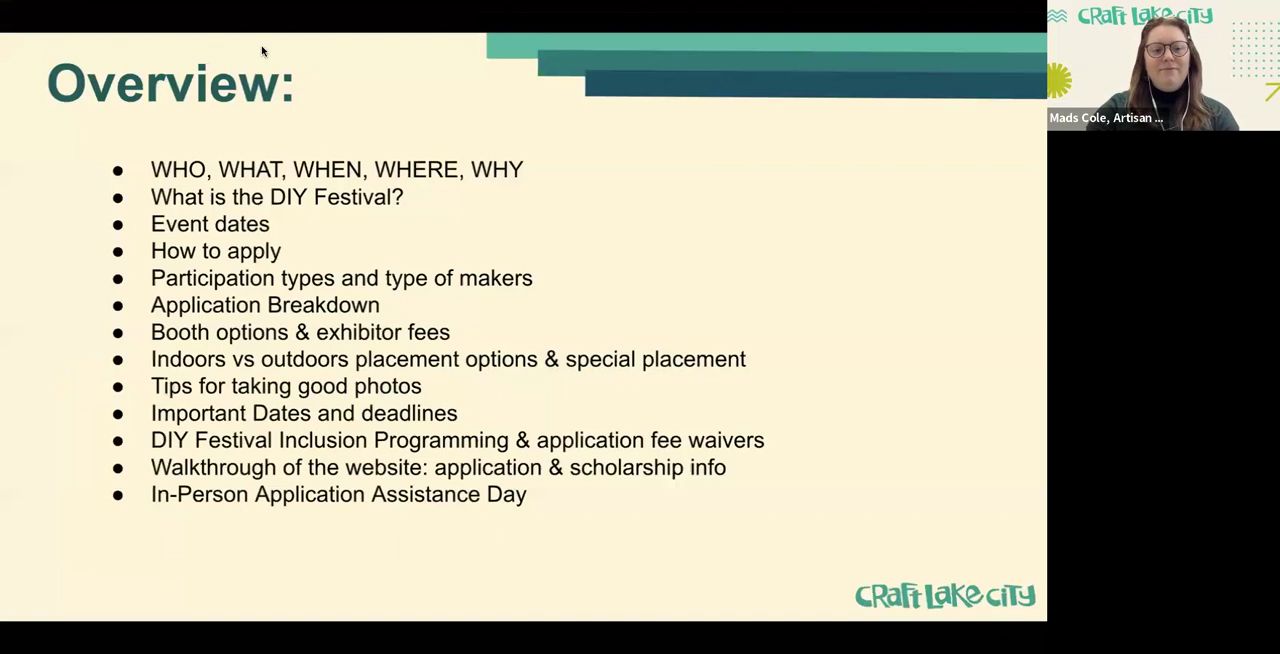 CRAFT LAKE CITY
Overview:
Mads Cole, Artisan ...
● WHO, WHAT, WHEN, WHERE, WHY
● What is the DIY Festival?
● Event dates
● How to apply
● Participation types and type of makers
● Application Breakdown
● Booth options & exhibitor fees
● Indoors vs outdoors placement options & special placement
● Tips for taking good photos
● Important Dates and deadlines
● DIY Festival Inclusion Programming & application fee waivers
● Walkthrough of the website: application & scholarship info
● In-Person Application Assistance Day
CRAFT LAKE CITY